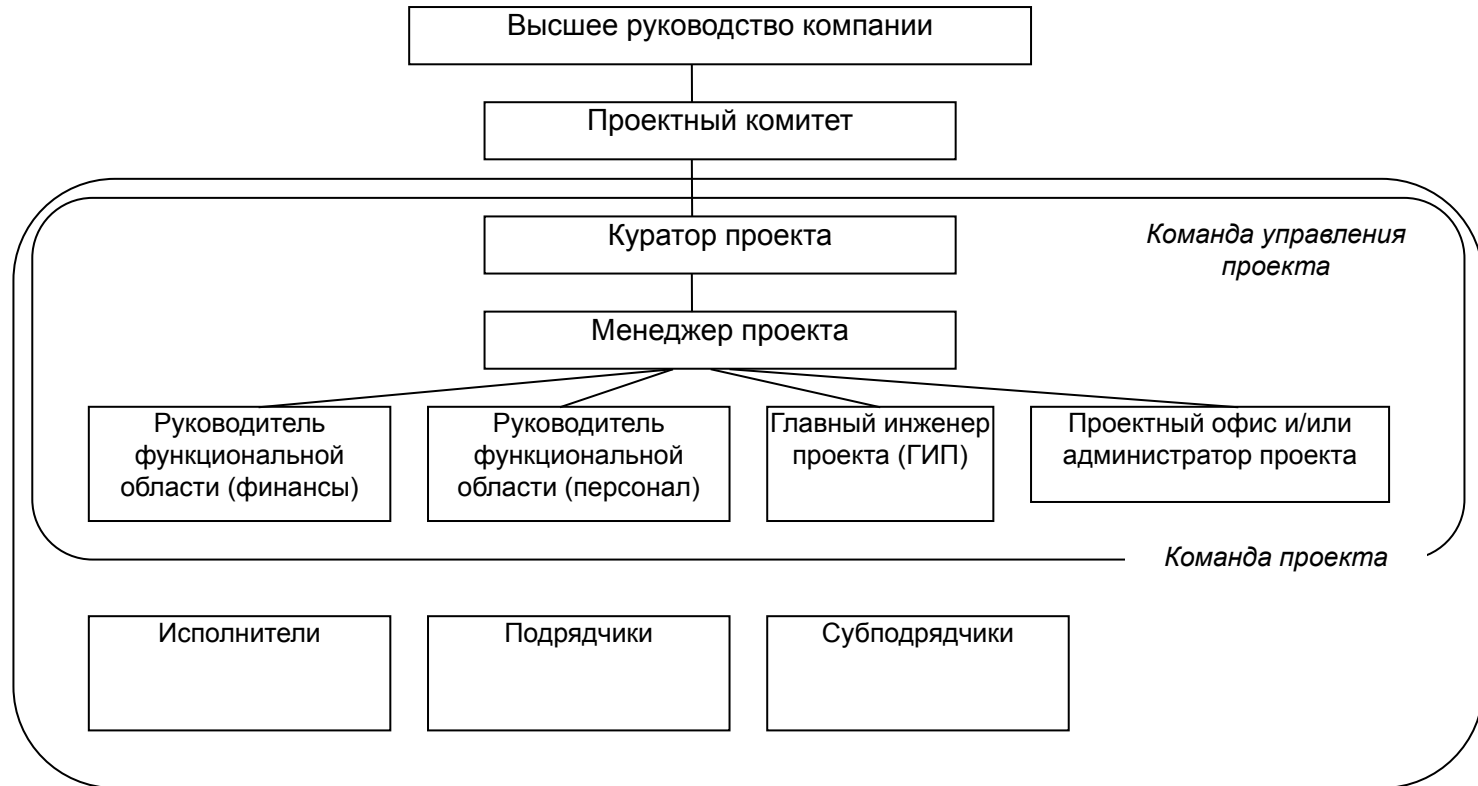 Высшее руководство компании
Проектный комитет
Куратор проекта
Команда управления
проекта
Менеджер проекта
Руководитель
функциональной
области (финансы)
Руководитель
функциональной
области (персонал)
Главный инженер
проекта (ГИП)
Проектный офис и/или
администратор проекта
Команда проекта
Исполнители
Подрядчики
Субподрядчики